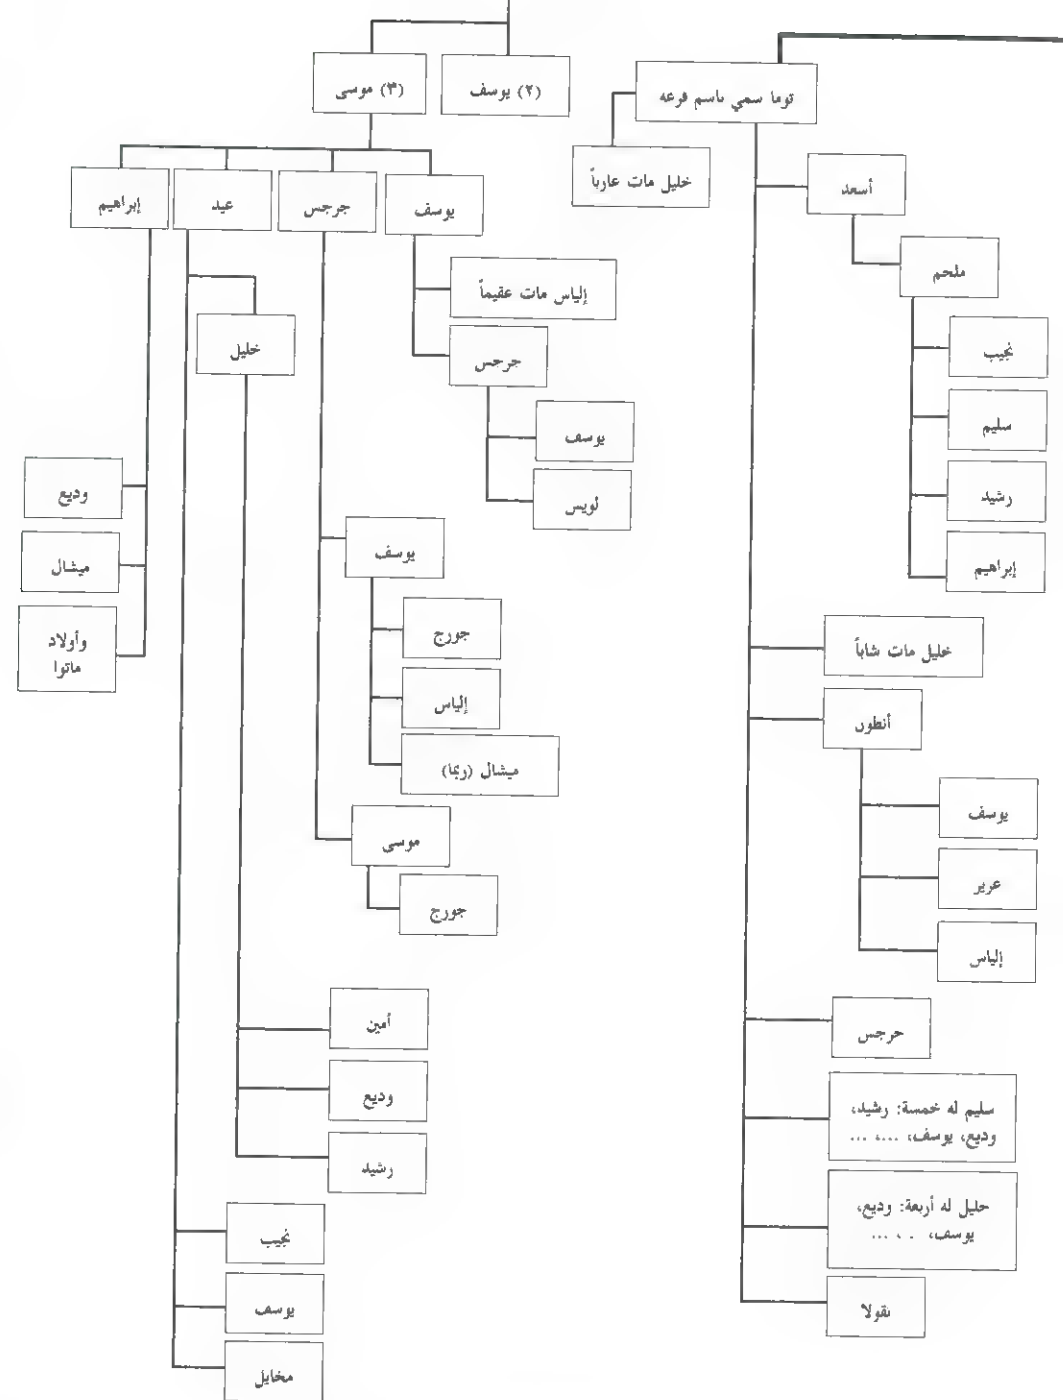 توما سمي باسم فرعه
خليل مات عازباً
أسعد
ملحم
نجيب
سليم
رشيد
إبراهيم
خليل مات شاباً
أنطون
يوسف
عزيز
إلياس
جرجس
سليم له خمسة: رشيد،
وديع، يوسف، ...، ...
خليل له أربعة: وديع،
يوسف، ...، ...
نقولا
(٢) يوسف
(٣) موسى
يوسف
إلياس مات عقيماً
جرجس
يوسف
لويس
جرجس
يوسف
جورج
إلياس
ميشال (ربما)
موسى
جورج
عيد
خليل
أمين
وديع
رشيد
نجيب
يوسف
مخايل
إبراهيم
وديع
ميشال
وأولاد
ماتوا